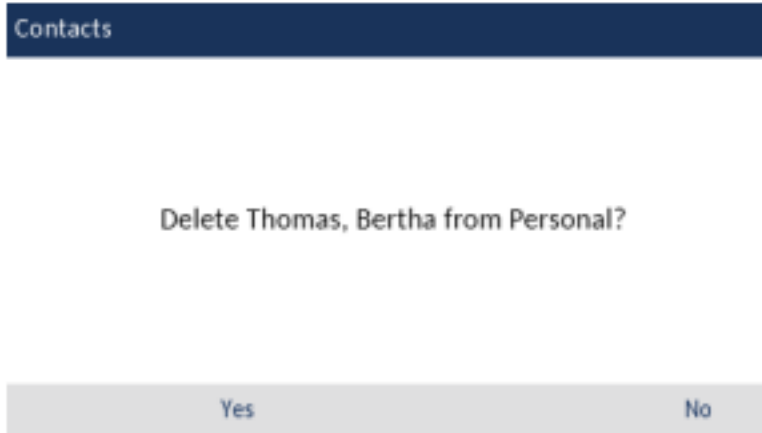 Contacts
Delete Thomas, Bertha from Personal?
Yes No